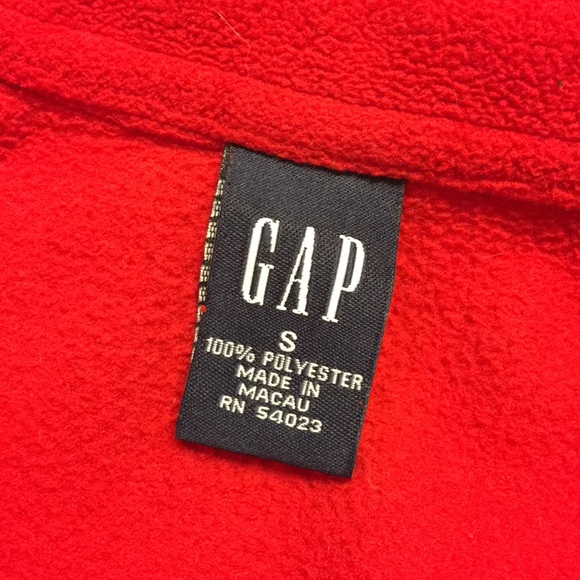 GAP
S
100% POLYESTER
MADE IN
MACAU
RN 54023